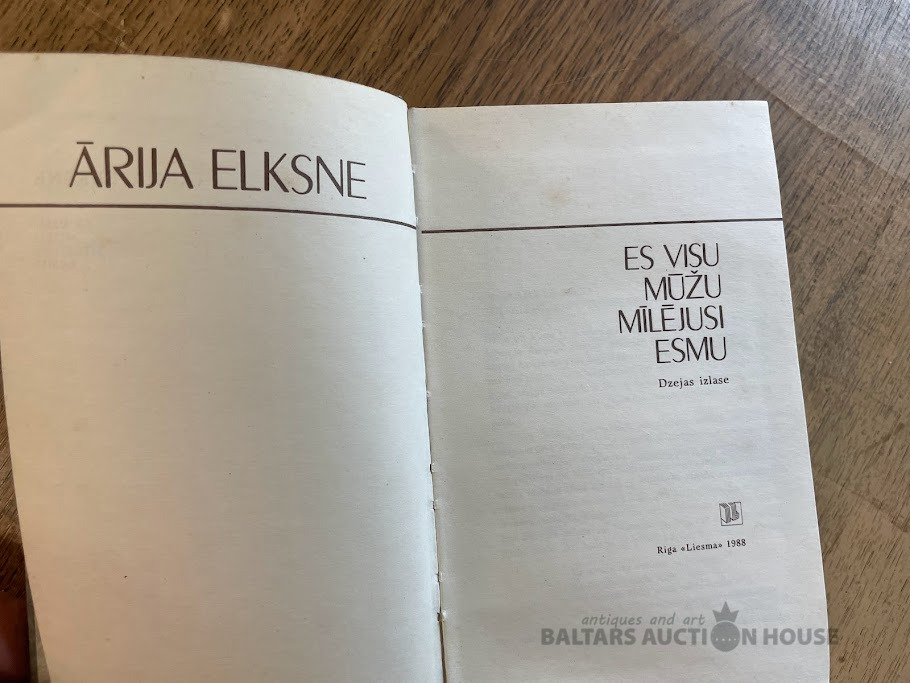 ĀRIJA ELKSNE
ES VISU
MŪŽU
MĪLĒJUSI
ESMU
Dzejas izlase
Rīga «Liesma» 1988
antiques and art
BALTARS AUCTION HOUSE